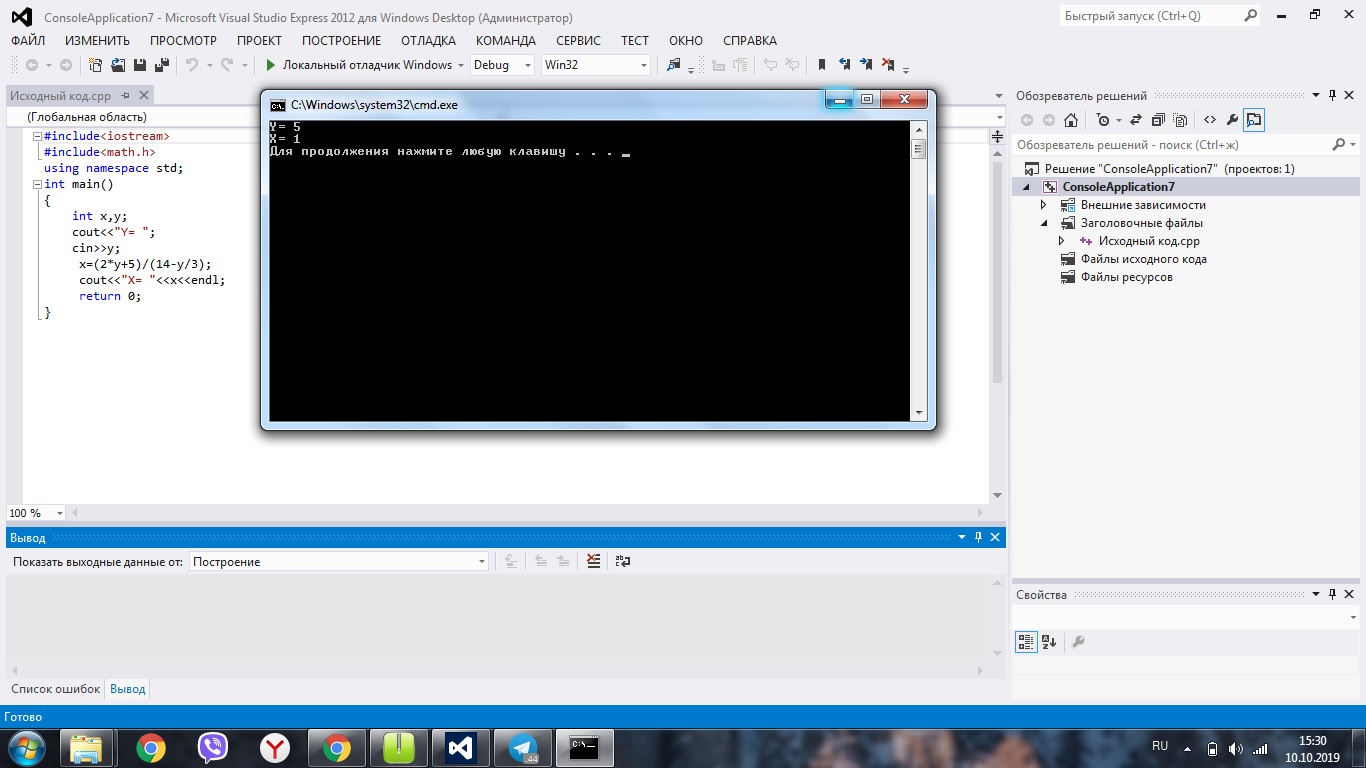 ConsoleApplication7 - Microsoft Visual Studio Express 2012 для Windows Desktop (Администратор)
Быстрый запуск (Ctrl+Q)
ФАЙЛ ИЗМЕНИТЬ ПРОСМОТР ПРОЕКТ ПОСТРОЕНИЕ ОТЛАДКА КОМАНДА СЕРВИС ТЕСТ ОКНО СПРАВКА
Локальный отладчик Windows Debug Win32
Исходный код.cpp
(Глобальная область)
#include<iostream>
#include<math.h>
using namespace std;
int main()
{
int x,y;
cout<<"Y= ";
cin>>y;
x=(2*y+5)/(14-y/3);
cout<<"X= "<<x<<endl;
return 0;
}
100 %
C:\Windows\system32\cmd.exe
Y= 5
X= 1
Для продолжения нажмите любую клавишу . . .
Обозреватель решений
Обозреватель решений - поиск (Ctrl+ж)
Решение "ConsoleApplication7" (проектов: 1)
ConsoleApplication7
Внешние зависимости
Заголовочные файлы
Исходный код.cpp
Файлы исходного кода
Файлы ресурсов
Вывод
Показать выходные данные от: Построение
Свойства
Список ошибок Вывод
Готово
44
RU
15:30
10.10.2019